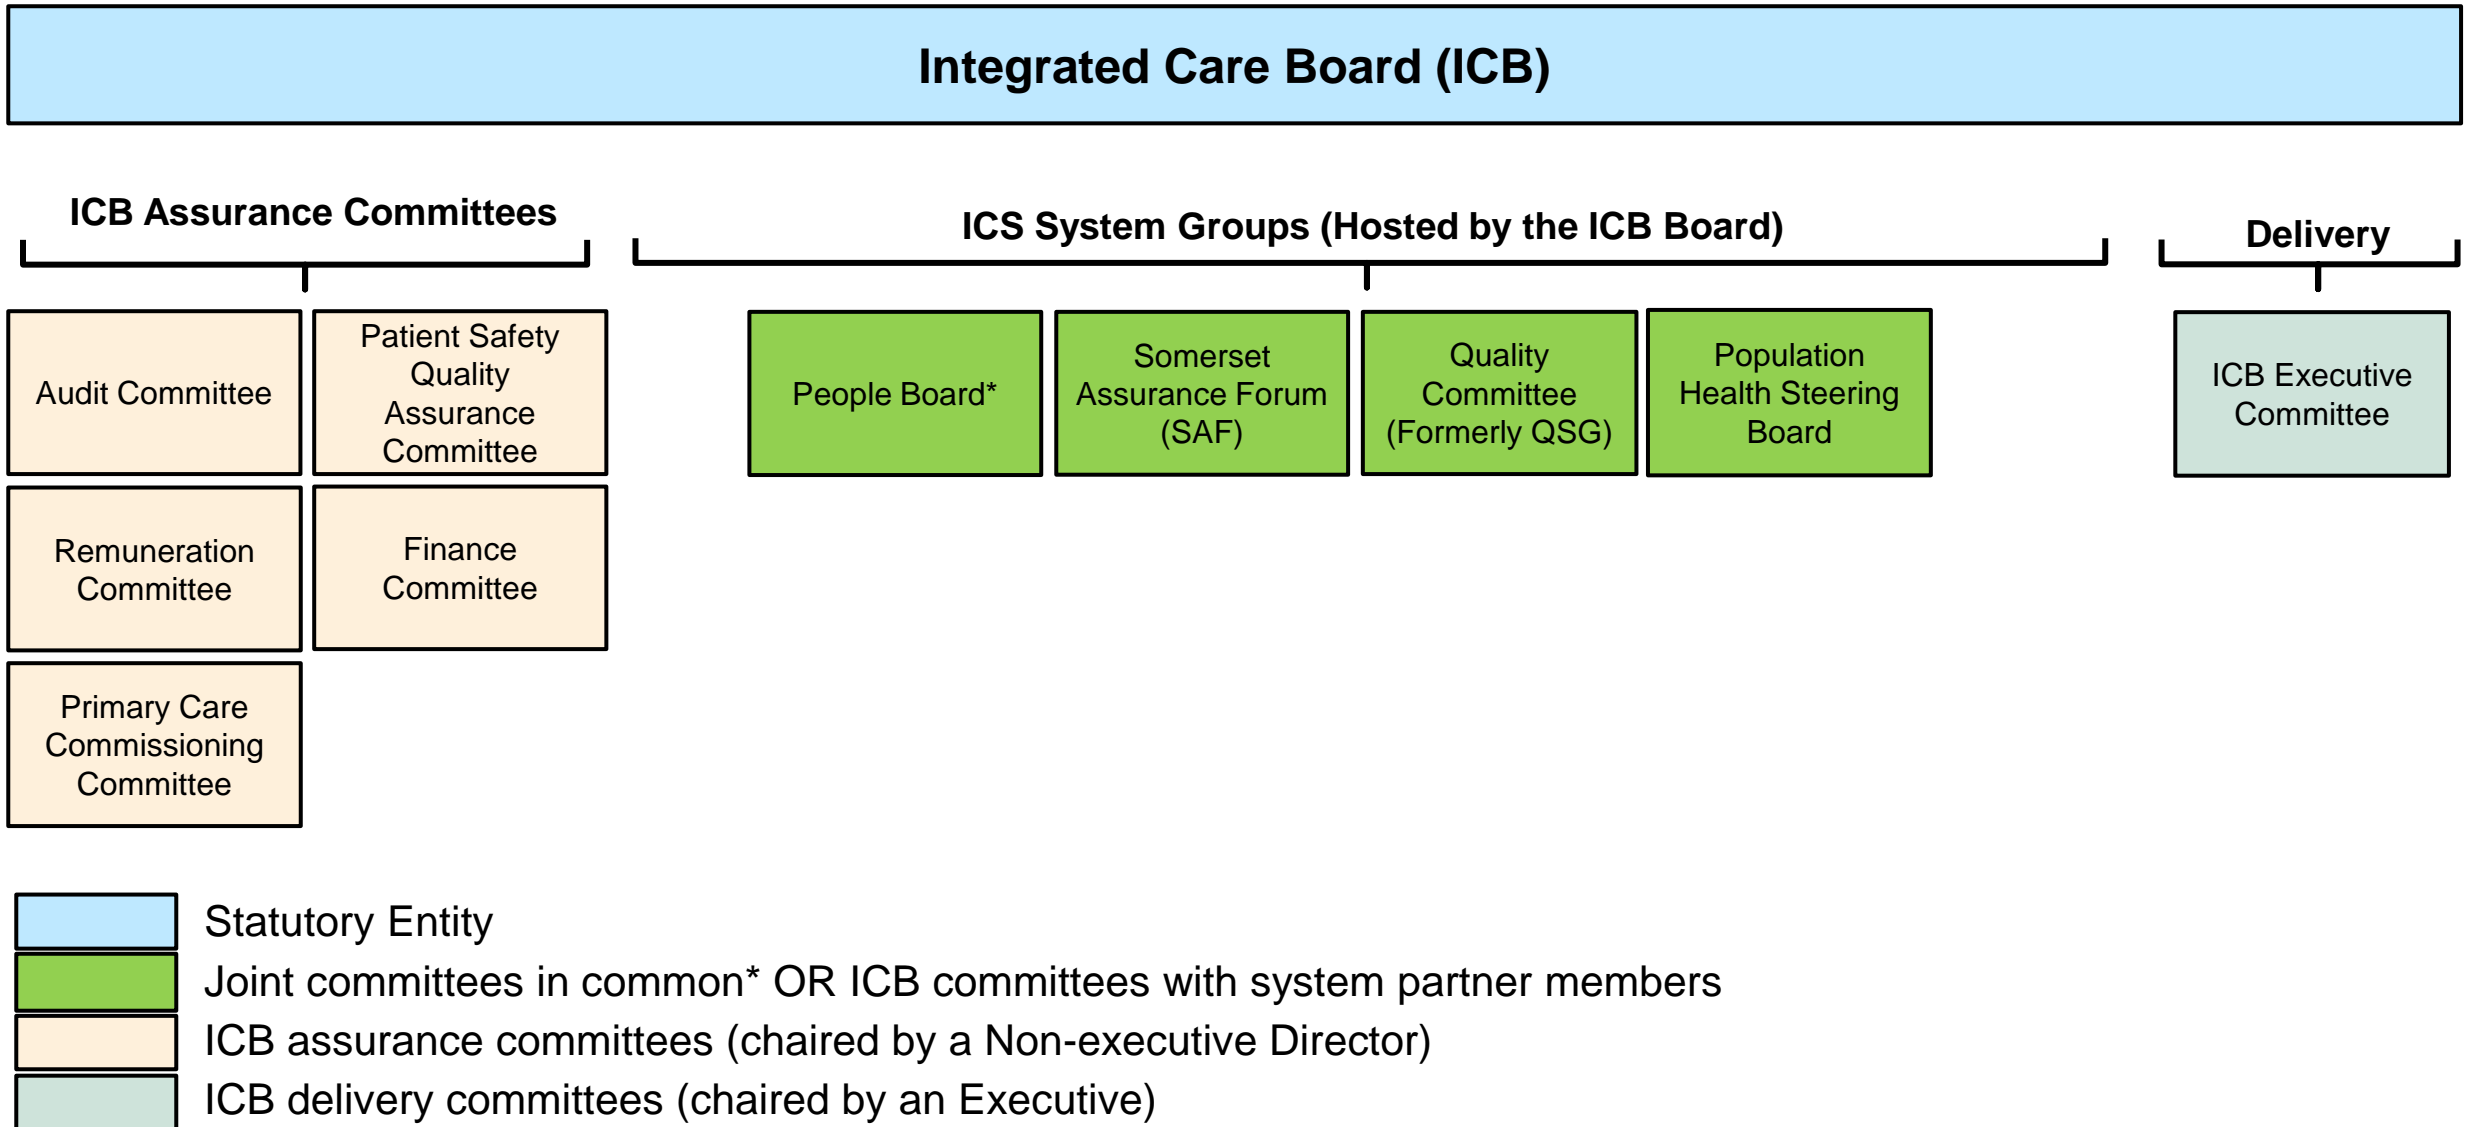 Integrated Care Board (ICB)
ICB Assurance Committees
ICS System Groups (Hosted by the ICB Board)
Delivery
Audit Committee
Patient Safety
Quality
Assurance
Committee
People Board*
Somerset
Assurance Forum
(SAF)
Quality
Committee
(Formerly QSG)
Population
Health Steering
Board
ICB Executive
Committee
Remuneration
Committee
Finance
Committee
Primary Care
Commissioning
Committee
Statutory Entity
Joint committees in common* OR ICB committees with system partner members
ICB assurance committees (chaired by a Non-executive Director)
ICB delivery committees (chaired by an Executive)